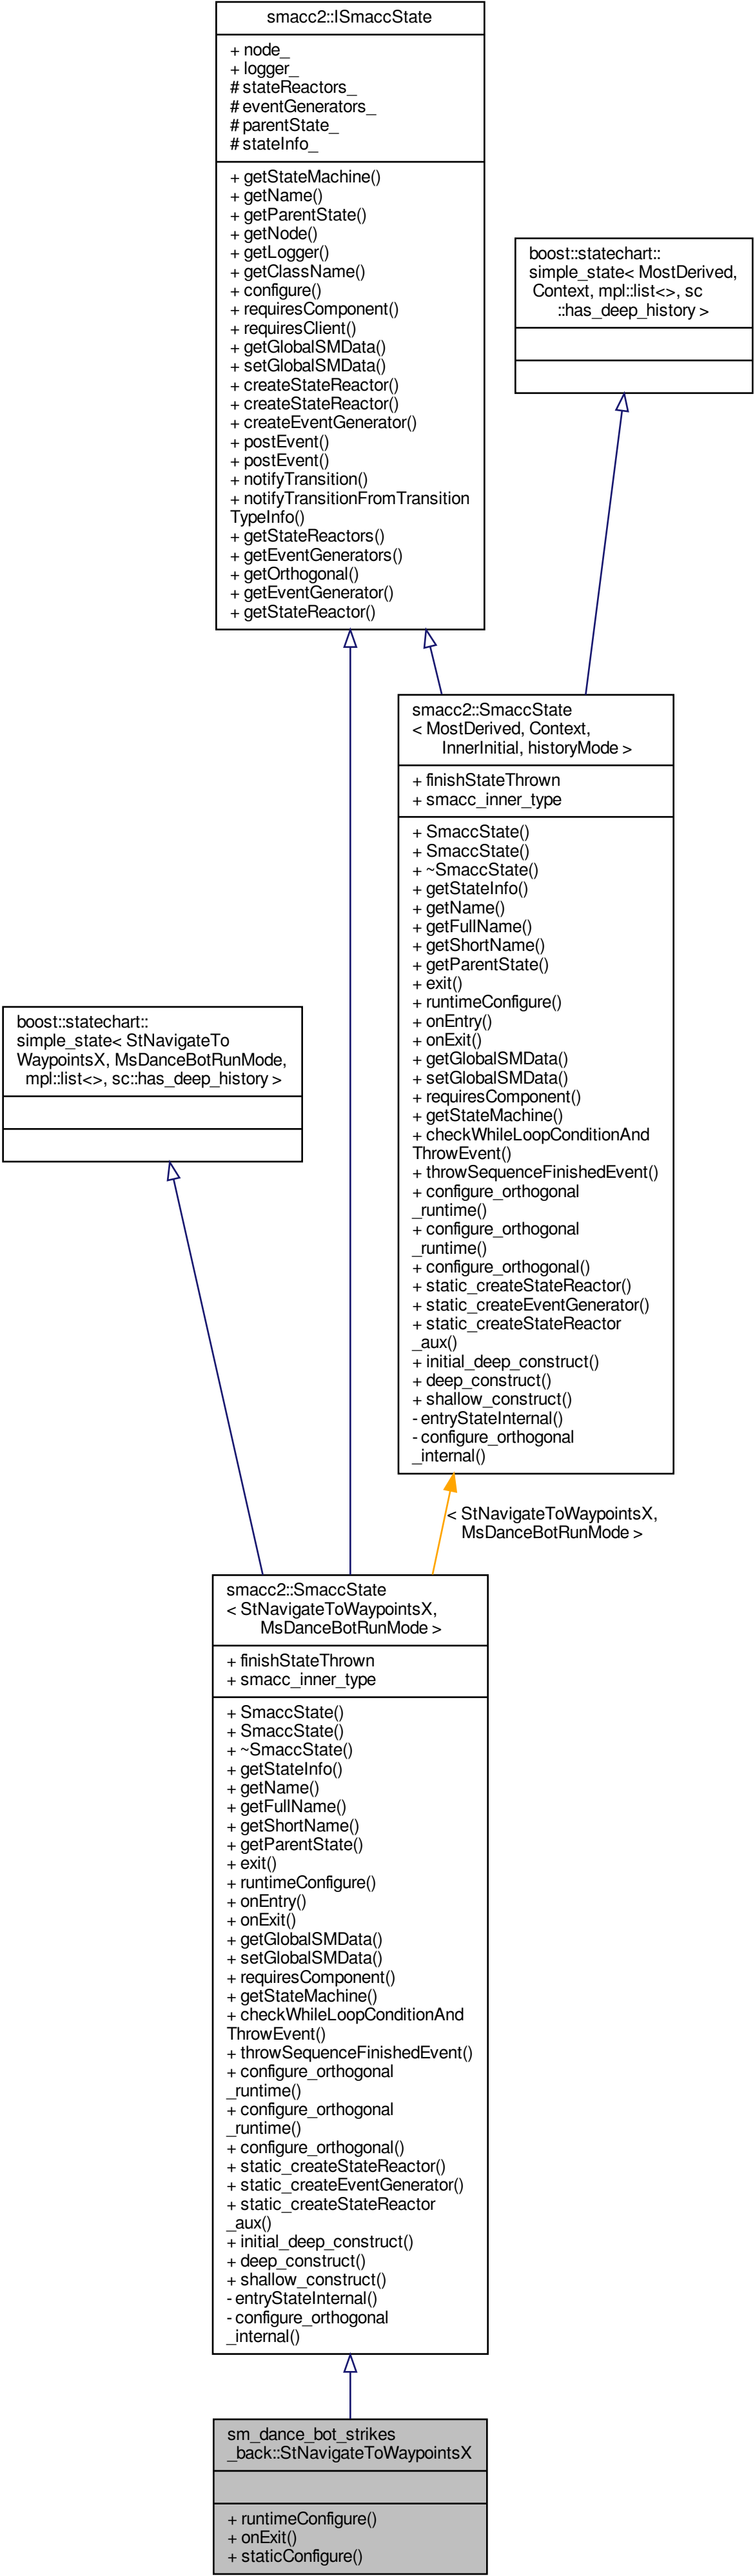 smacc2::ISmaccState
+ node_
+ logger_
# stateReactors_
# eventGenerators_
# parentState_
# stateInfo_
+ getStateMachine()
+ getName()
+ getParentState()
+ getNode()
+ getLogger()
+ getClassName()
+ configure()
+ requiresComponent()
+ requiresClient()
+ getGlobalSMData()
+ setGlobalSMData()
+ createStateReactor()
+ createStateReactor()
+ createEventGenerator()
+ postEvent()
+ postEvent()
+ notifyTransition()
+ notifyTransitionFromTransition
TypeInfo()
+ getStateReactors()
+ getEventGenerators()
+ getOrthogonal()
+ getEventGenerator()
+ getStateReactor()
boost::statechart::
simple_state< MostDerived,
Context, mpl::list<>, sc
::has_deep_history >
smacc2::SmaccState
< MostDerived, Context,
InnerInitial, historyMode >
+ finishStateThrown
+ smacc_inner_type
+ SmaccState()
+ SmaccState()
+ ~SmaccState()
+ getStateInfo()
+ getName()
+ getFullName()
+ getShortName()
+ getParentState()
+ exit()
+ runtimeConfigure()
+ onEntry()
+ onExit()
+ getGlobalSMData()
+ setGlobalSMData()
+ requiresComponent()
+ getStateMachine()
+ checkWhileLoopConditionAnd
ThrowEvent()
+ throwSequenceFinishedEvent()
+ configure_orthogonal
_runtime()
+ configure_orthogonal
_runtime()
+ configure_orthogonal()
+ static_createStateReactor()
+ static_createEventGenerator()
+ static_createStateReactor
_aux()
+ initial_deep_construct()
+ deep_construct()
+ shallow_construct()
- entryStateInternal()
- configure_orthogonal
_internal()
boost::statechart::
simple_state< StNavigateTo
WaypointsX, MsDanceBotRunMode,
mpl::list<>, sc::has_deep_history >
< StNavigateToWaypointsX,
MsDanceBotRunMode >
smacc2::SmaccState
< StNavigateToWaypointsX,
MsDanceBotRunMode >
+ finishStateThrown
+ smacc_inner_type
+ SmaccState()
+ SmaccState()
+ ~SmaccState()
+ getStateInfo()
+ getName()
+ getFullName()
+ getShortName()
+ getParentState()
+ exit()
+ runtimeConfigure()
+ onEntry()
+ onExit()
+ getGlobalSMData()
+ setGlobalSMData()
+ requiresComponent()
+ getStateMachine()
+ checkWhileLoopConditionAnd
ThrowEvent()
+ throwSequenceFinishedEvent()
+ configure_orthogonal
_runtime()
+ configure_orthogonal
_runtime()
+ configure_orthogonal()
+ static_createStateReactor()
+ static_createEventGenerator()
+ static_createStateReactor
_aux()
+ initial_deep_construct()
+ deep_construct()
+ shallow_construct()
- entryStateInternal()
- configure_orthogonal
_internal()
sm_dance_bot_strikes
_back::StNavigateToWaypointsX
+ runtimeConfigure()
+ onExit()
+ staticConfigure()